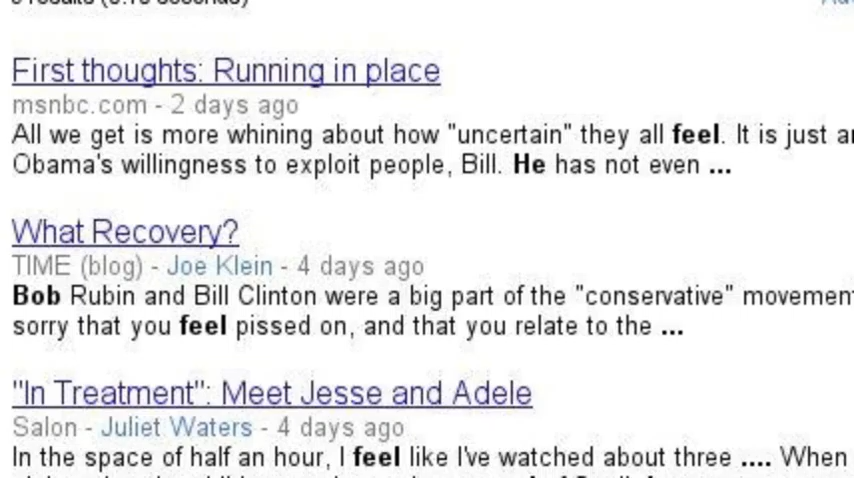 First thoughts: Running in place
msnbc.com - 2 days ago
All we get is more whining about how "uncertain" they all feel. It is just
Obama's willingness to exploit people, Bill. He has not even ...
What Recovery?
TIME (blog) - Joe Klein - 4 days ago
Bob Rubin and Bill Clinton were a big part of the "conservative"
sorry that you feel pissed on, and that you relate to the ...
"In Treatment": Meet Jesse and Adele
Salon - Juliet Waters - 4 days ago
In the space of half an hour, I feel like I've watched about three .... When